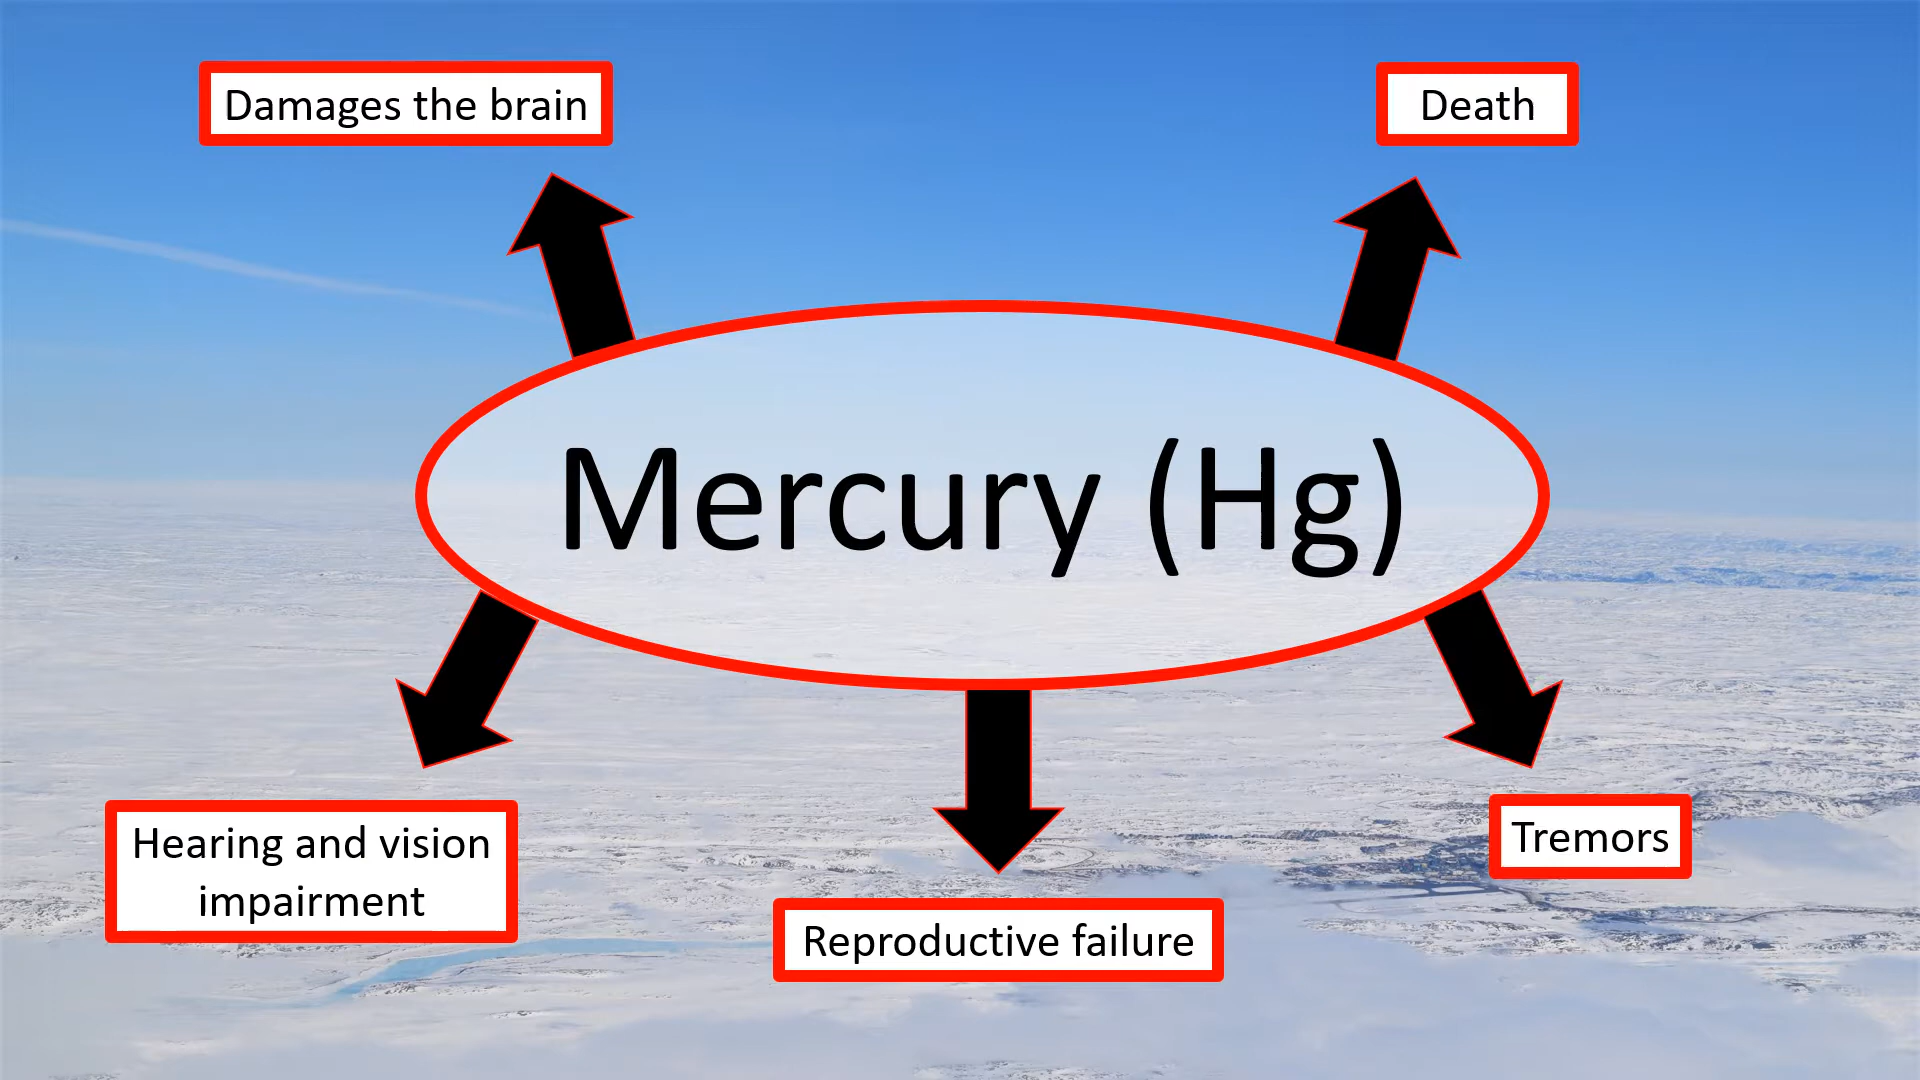 Damages the brain
Death
Mercury (Hg)
Hearing and vision
impairment
Reproductive failure
Tremors